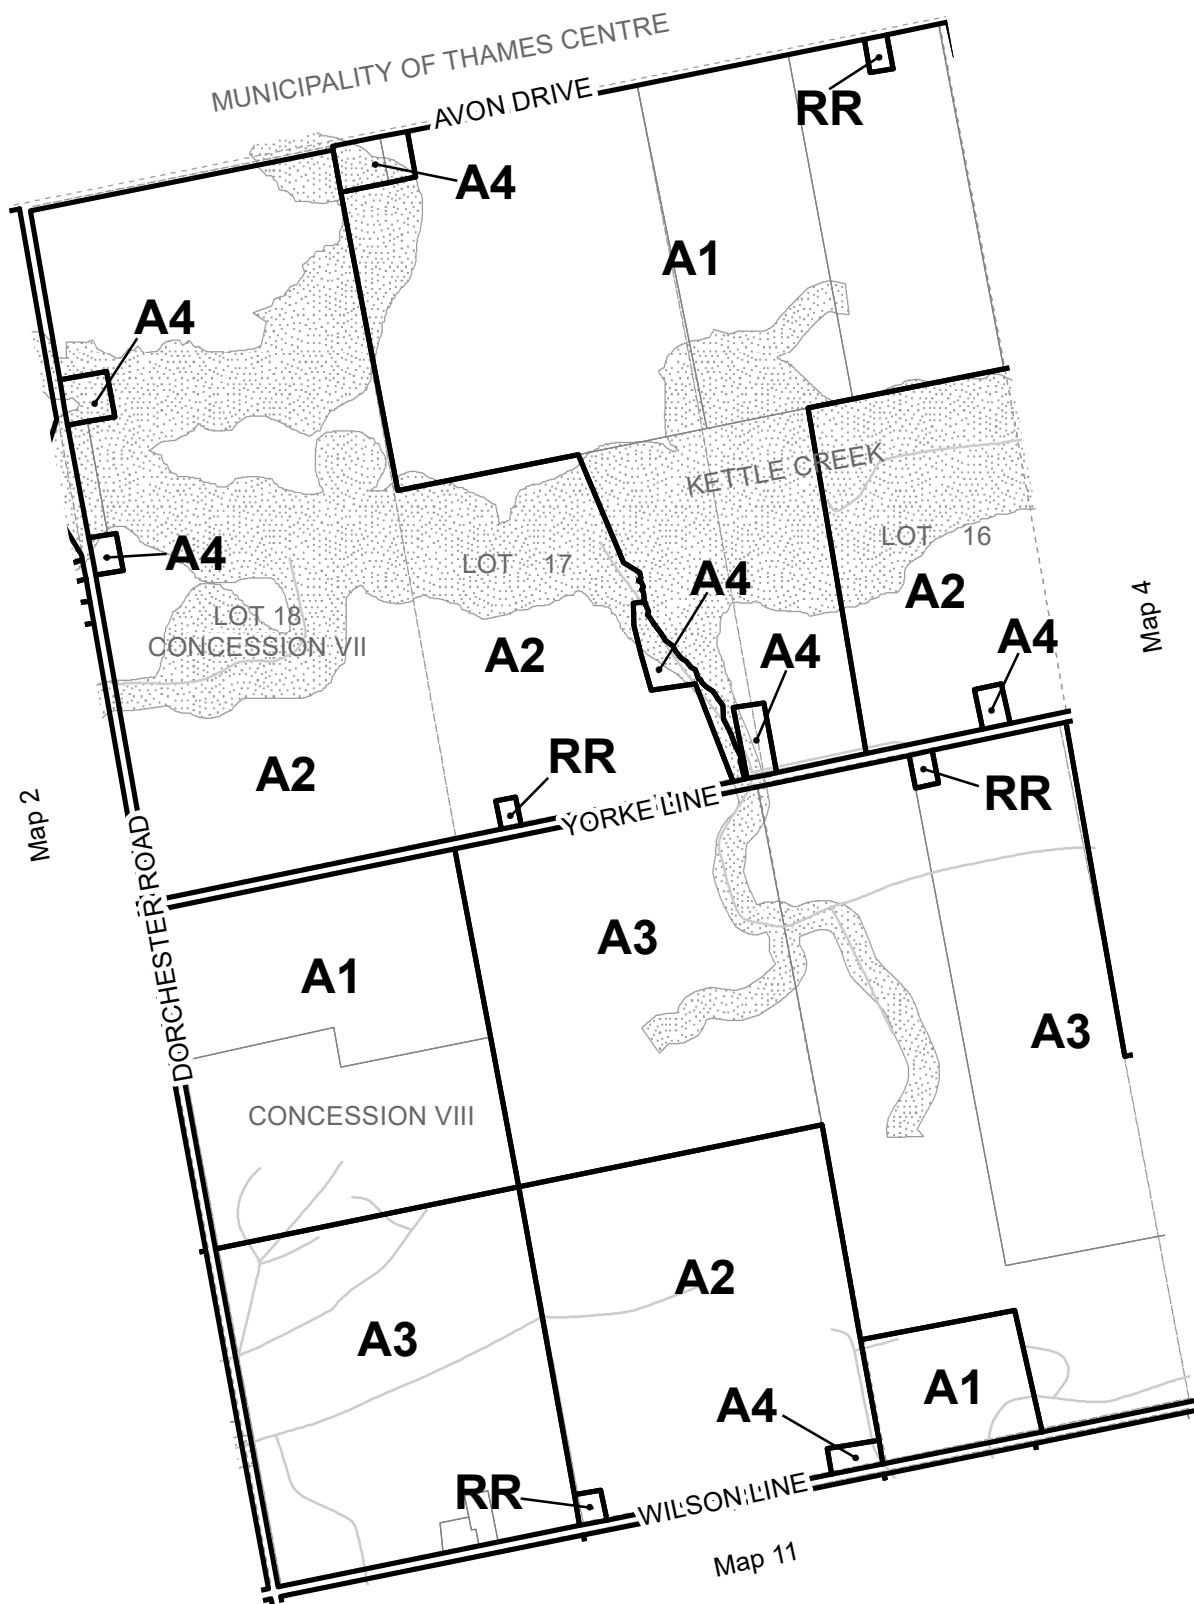 MUNICIPALITY OF THAMES CENTRE
AVON DRIVE
RR
A4
A1
A4
KETTLE CREEK
LOT 16
A4
LOT 17
A4
A2
Map 4
LOT 18
CONCESSION VII
A2
A4
A4
A2
RR
RR
YORKE LINE
Map 2
DORCHESTER ROAD
A3
A1
A3
CONCESSION VIII
A2
A3
A1
A4
RR
WILSON LINE
Map 11